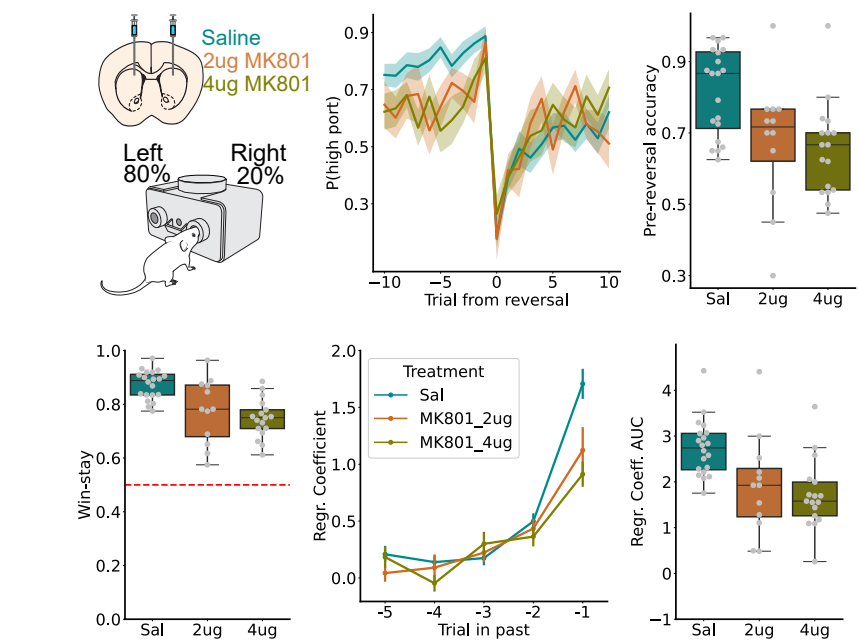 Saline
2ug MK801
4ug MK801
Left
80%
Right
20%
P(high port)
0.9
0.7
0.5
0.3
−10
−5
0
5
10
Trial from reversal
Pre-reversal accuracy
0.9
0.7
0.5
0.3
Sal
2ug
4ug
Win-stay
1.0
0.8
0.6
0.4
0.2
0.0
Sal
2ug
4ug
Regr. Coefficient
2.0
1.5
1.0
0.5
0.0
Treatment
Sal
MK801_2ug
MK801_4ug
-5
-4
-3
-2
-1
Trial in past
Regr. Coeff. AUC
4
3
2
1
0
−1
Sal
2ug
4ug